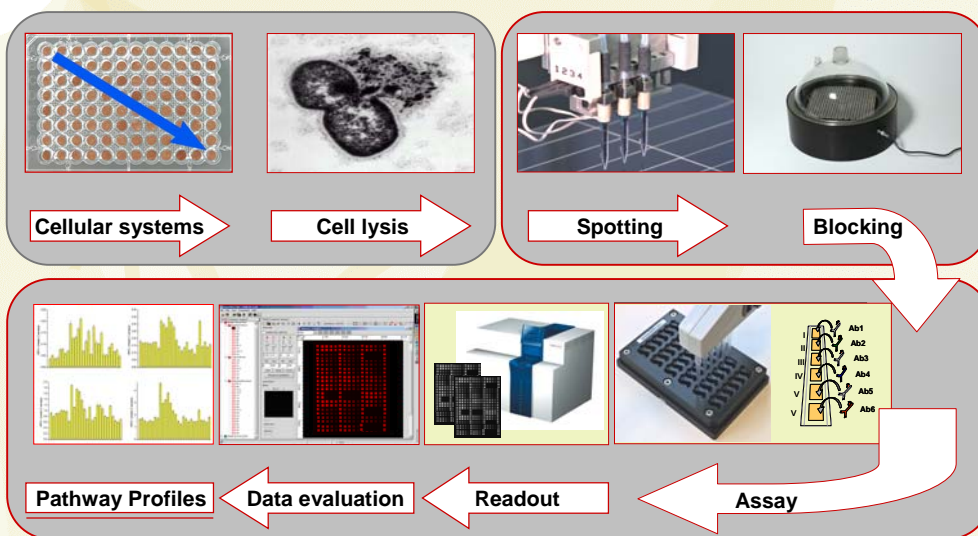 1234
Cellular systems
Cell lysis
Spotting
Blocking
I
Ab1
II
Ab2
III
Ab3
IV
Ab4
V
Ab5
V
Ab6
Pathway Profiles
Data evaluation
Readout
Assay